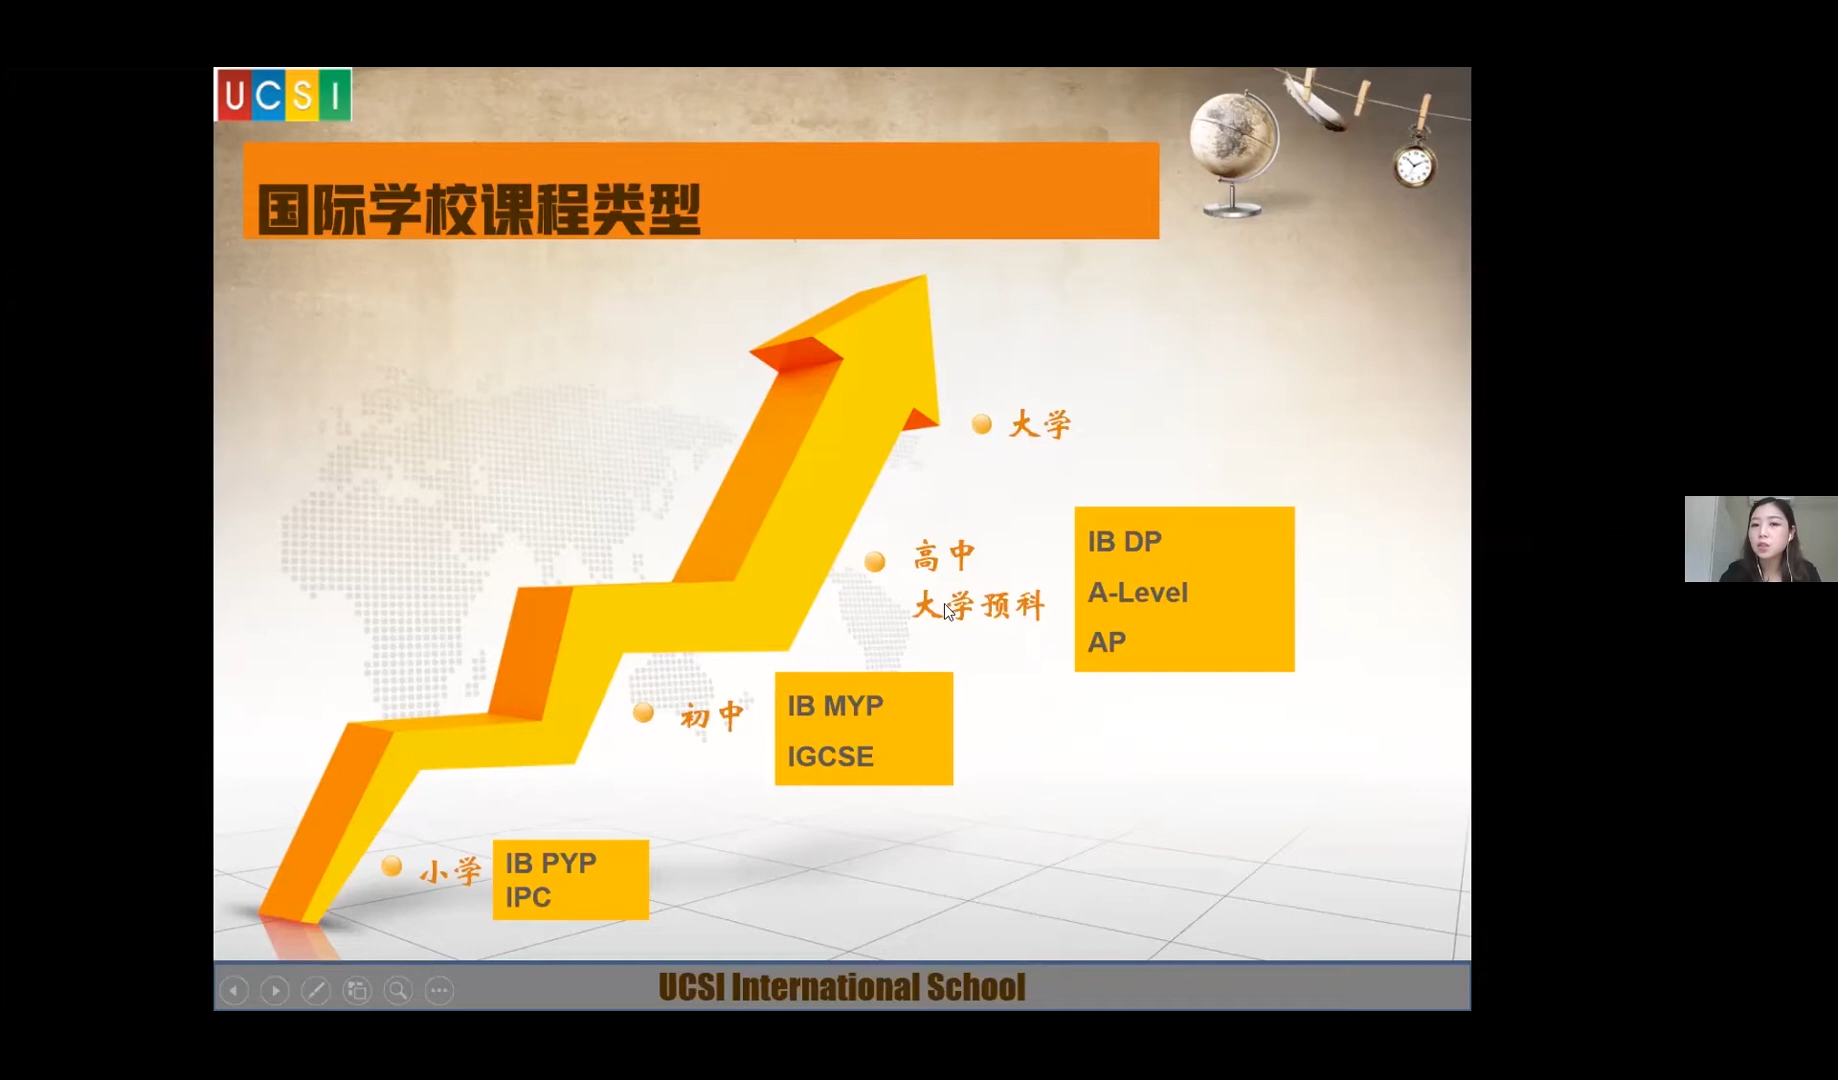 UCSI
国际学校课程类型
大学
高中
大学预科
IB DP
A-Level
AP
初中
IB MYP
IGCSE
小学
IB PYP
IPC
UCSI International School